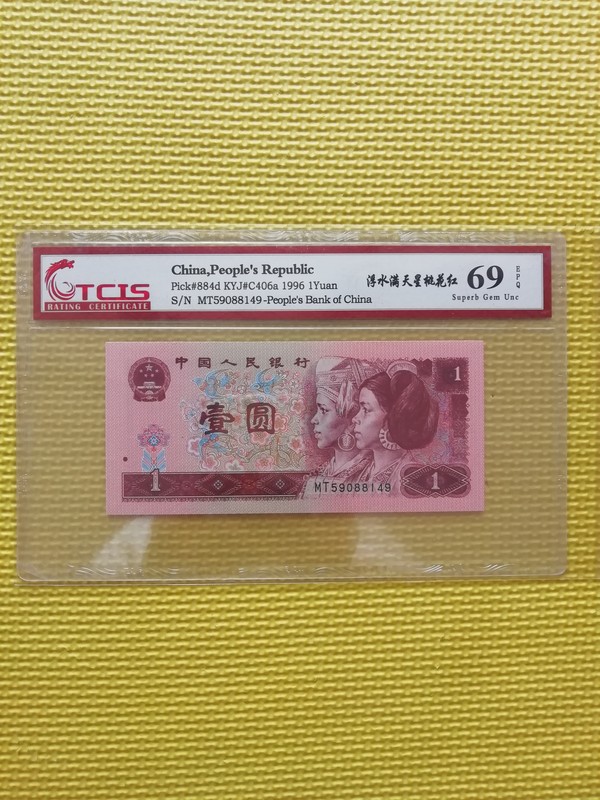 TCIS
RATING CERTIFICATE
China,People's Republic
Pick#884d KYJ#C406a 1996 1Yuan
S/N MT59088149-People's Bank of China
浮水满天星桃花红
69
EPQ
Superb Gem Unc
中国人民银行
壹圆
1
1
MT59088149
1